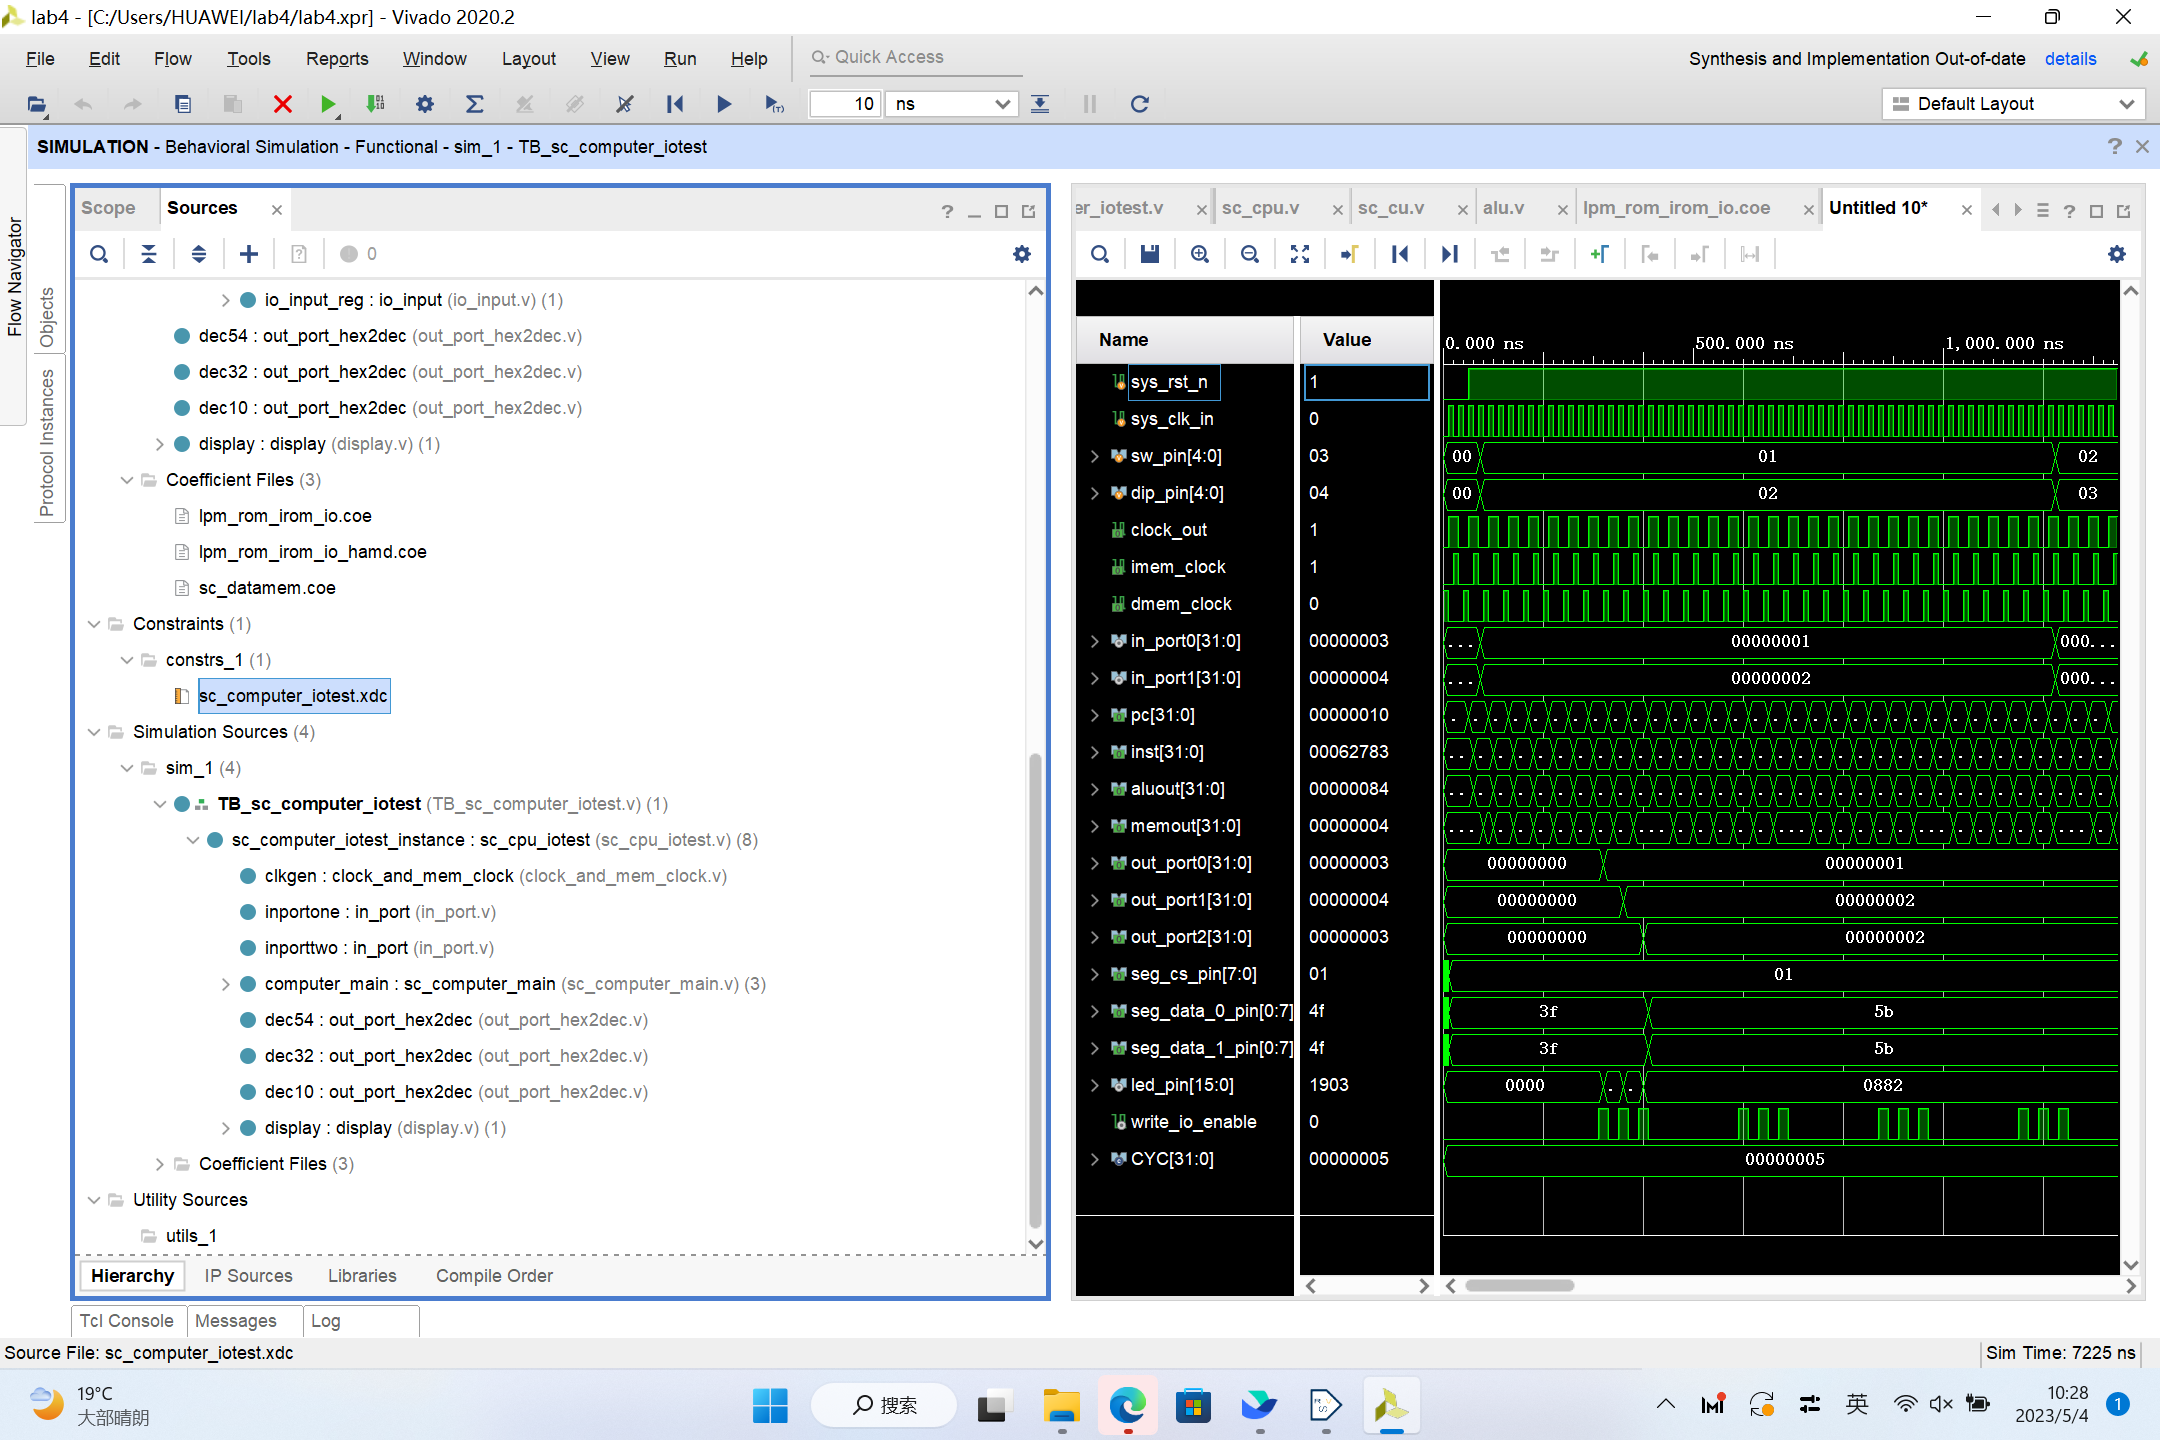 lab4 - [C:/Users/HUAWEI/lab4/lab4.xpr] - Vivado 2020.2
File Edit Flow Tools Reports Window Layout View Run Help Quick Access
Synthesis and Implementation Out-of-date details
10 ns
Default Layout
SIMULATION - Behavioral Simulation - Functional - sim_1 - TB_sc_computer_iotest
Flow Navigator
Objects
Protocol Instances
Scope Sources
0
io_input_reg : io_input (io_input.v) (1)
dec54 : out_port_hex2dec (out_port_hex2dec.v)
dec32 : out_port_hex2dec (out_port_hex2dec.v)
dec10 : out_port_hex2dec (out_port_hex2dec.v)
display : display (display.v) (1)
Coefficient Files (3)
lpm_rom_irom_io.coe
lpm_rom_irom_io_hamd.coe
sc_datamem.coe
Constraints (1)
constrs_1 (1)
sc_computer_iotest.xdc
Simulation Sources (4)
sim_1 (4)
TB_sc_computer_iotest (TB_sc_computer_iotest.v) (1)
sc_computer_iotest_instance : sc_cpu_iotest (sc_cpu_iotest.v) (8)
clkgen : clock_and_mem_clock (clock_and_mem_clock.v)
inportone : in_port (in_port.v)
inporttwo : in_port (in_port.v)
computer_main : sc_computer_main (sc_computer_main.v) (3)
dec54 : out_port_hex2dec (out_port_hex2dec.v)
dec32 : out_port_hex2dec (out_port_hex2dec.v)
dec10 : out_port_hex2dec (out_port_hex2dec.v)
display : display (display.v) (1)
Coefficient Files (3)
Utility Sources
utils_1
Hierarchy IP Sources Libraries Compile Order
er_iotest.v sc_cpu.v sc_cu.v alu.v lpm_rom_irom_io.coe Untitled 10*
Name Value 0.000 ns 500.000 ns 1,000.000 ns
sys_rst_n 1
sys_clk_in 0
sw_pin[4:0] 03 00 01 02
dip_pin[4:0] 04 00 02 03
clock_out 1
imem_clock 1
dmem_clock 0
in_port0[31:0] 00000003 ... 00000001 000...
in_port1[31:0] 00000004 ... 00000002 000...
pc[31:0] 00000010
inst[31:0] 00062783
aluout[31:0] 00000084
memout[31:0] 00000004
out_port0[31:0] 00000003 00000000 00000001
out_port1[31:0] 00000004 00000000 00000002
out_port2[31:0] 00000003 00000000 00000002
seg_cs_pin[7:0] 01 01
seg_data_0_pin[0:7] 4f 3f 5b
seg_data_1_pin[0:7] 4f 3f 5b
led_pin[15:0] 1903 0000 0882
write_io_enable 0
CYC[31:0] 00000005 00000005
Tcl Console Messages Log
Source File: sc_computer_iotest.xdc
Sim Time: 7225 ns
19°C
大部晴朗
搜索
英
10:28
2023/5/4
1